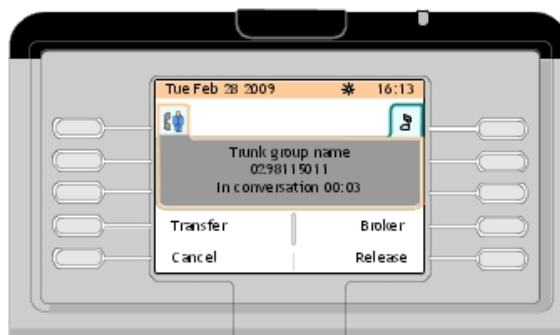 Tue Feb 28 2009 16:13
Trunk group name
0298115011
In conversation 00:03
Transfer Broker
Cancel Release